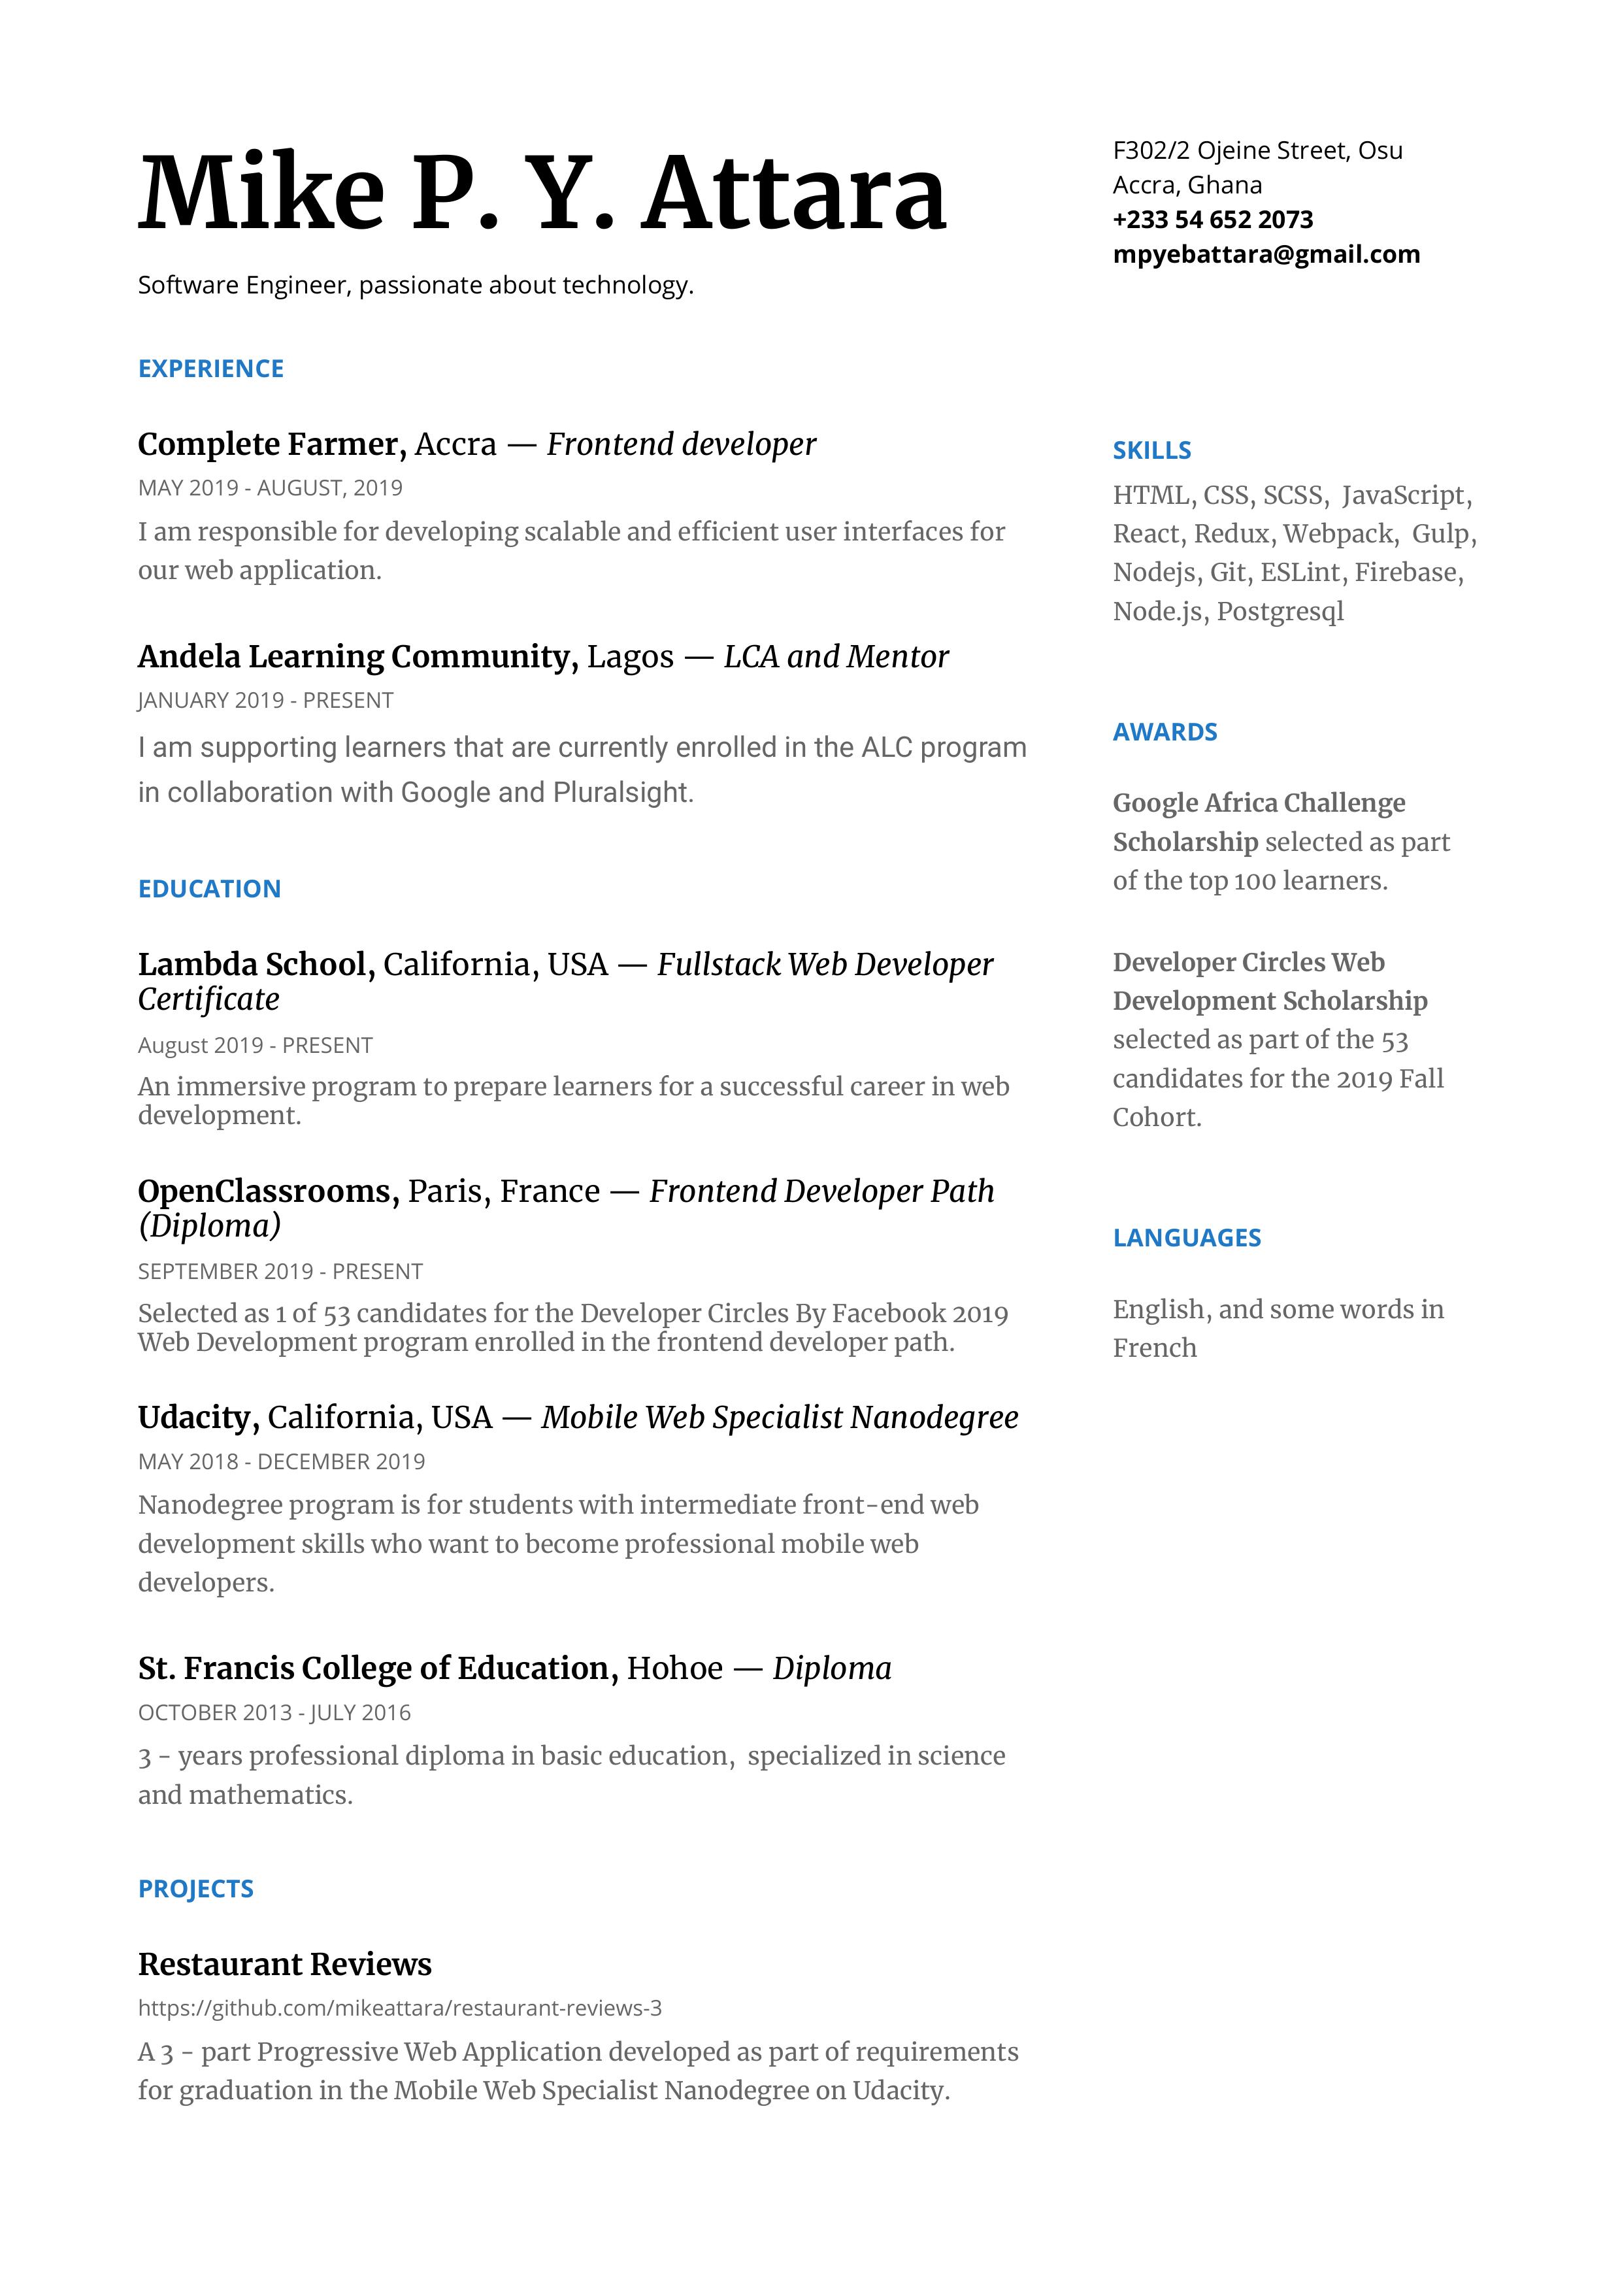 Mike P. Y. Attara
Software Engineer, passionate about technology.
F302/2 Ojeine Street, Osu
Accra, Ghana
+233 54 652 2073
mpyebattara@gmail.com
EXPERIENCE
Complete Farmer, Accra — Frontend developer
MAY 2019 - AUGUST, 2019
I am responsible for developing scalable and efficient user interfaces for
our web application.
Andela Learning Community, Lagos — LCA and Mentor
JANUARY 2019 - PRESENT
I am supporting learners that are currently enrolled in the ALC program
in collaboration with Google and Pluralsight.
EDUCATION
Lambda School, California, USA — Fullstack Web Developer
Certificate
August 2019 - PRESENT
An immersive program to prepare learners for a successful career in web
development.
OpenClassrooms, Paris, France — Frontend Developer Path
(Diploma)
SEPTEMBER 2019 - PRESENT
Selected as 1 of 53 candidates for the Developer Circles By Facebook 2019
Web Development program enrolled in the frontend developer path.
Udacity, California, USA — Mobile Web Specialist Nanodegree
MAY 2018 - DECEMBER 2019
Nanodegree program is for students with intermediate front-end web
development skills who want to become professional mobile web
developers.
St. Francis College of Education, Hohoe — Diploma
OCTOBER 2013 - JULY 2016
3 - years professional diploma in basic education,  specialized in science
and mathematics.
PROJECTS
Restaurant Reviews
https://github.com/mikeattara/restaurant-reviews-3
A 3 - part Progressive Web Application developed as part of requirements
for graduation in the Mobile Web Specialist Nanodegree on Udacity.
SKILLS
HTML, CSS, SCSS,  JavaScript,
React, Redux, Webpack,  Gulp,
Nodejs, Git, ESLint, Firebase,
Node.js, Postgresql
AWARDS
Google Africa Challenge
Scholarship selected as part
of the top 100 learners.
Developer Circles Web
Development Scholarship
selected as part of the 53
candidates for the 2019 Fall
Cohort.
LANGUAGES
English, and some words in
French